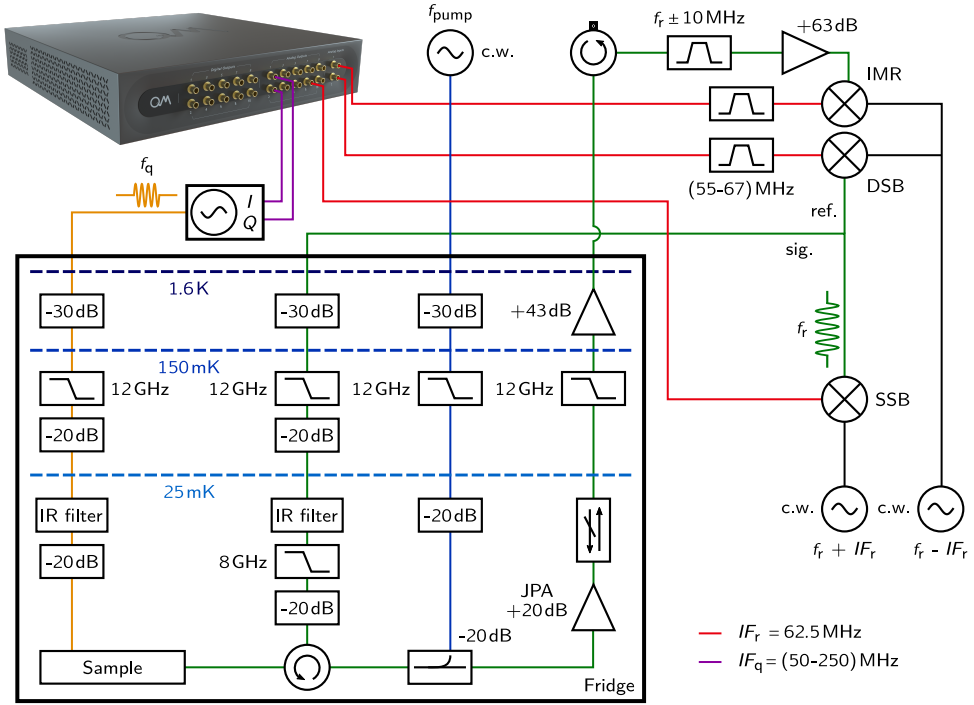 f_pump
c.w.
f_r ± 10 MHz
+63 dB
IMR
QM
f_q
I
Q
(55-67) MHz
DSB
ref.
sig.
1.6 K
-30 dB
-30 dB
-30 dB
+43 dB
f_r
150 mK
12 GHz
12 GHz
12 GHz
12 GHz
SSB
-20 dB
-20 dB
25 mK
IR filter
IR filter
-20 dB
c.w.
c.w.
f_r + IF_r
f_r - IF_r
-20 dB
8 GHz
JPA
+20 dB
-20 dB
-20 dB
IF_r = 62.5 MHz
Sample
IF_q = (50-250) MHz
Fridge